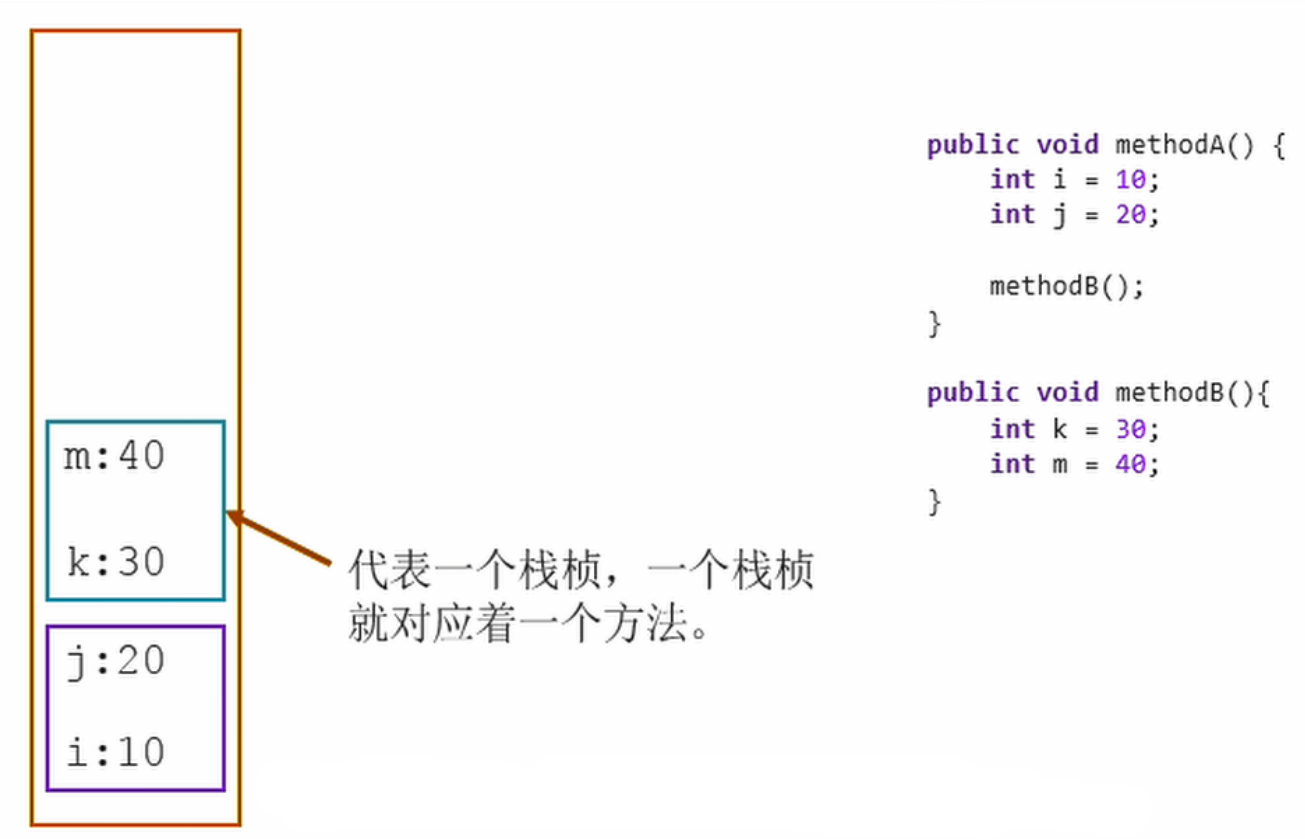 public void methodA() {
int i = 10;
int j = 20;
methodB();
}
public void methodB(){
int k = 30;
int m = 40;
}
m:40
k:30
代表一个栈桢，一个栈桢
就对应着一个方法。
j:20
i:10